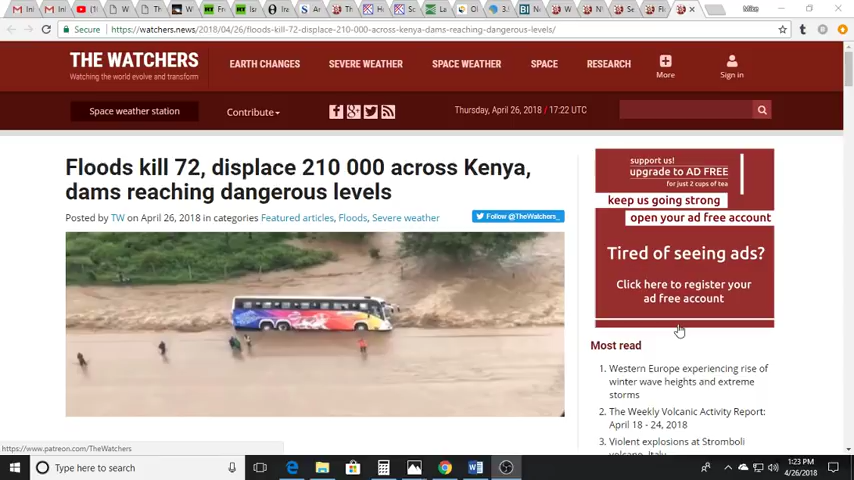 Mike
Secure
https://watchers.news/2018/04/26/floods-kill-72-displace-210-000-across-kenya-dams-reaching-dangerous-levels/
THE WATCHERS
Watching the world evolve and transform
EARTH CHANGES
SEVERE WEATHER
SPACE WEATHER
SPACE
RESEARCH
More
Sign in
Space weather station
Contribute
Thursday, April 26, 2018 / 17:22 UTC
Floods kill 72, displace 210 000 across Kenya,
dams reaching dangerous levels
Posted by TW on April 26, 2018 in categories Featured articles, Floods, Severe weather
Follow @TheWatchers_
support us!
upgrade to AD FREE
for just 2 cups of tea
keep us going strong
open your ad free account
Tired of seeing ads?
Click here to register your
ad free account
Most read
1. Western Europe experiencing rise of
winter wave heights and extreme
storms
2. The Weekly Volcanic Activity Report:
April 18 - 24, 2018
3. Violent explosions at Stromboli
volcano, Italy
https://www.patreon.com/TheWatchers
Type here to search
1:23 PM
4/26/2018